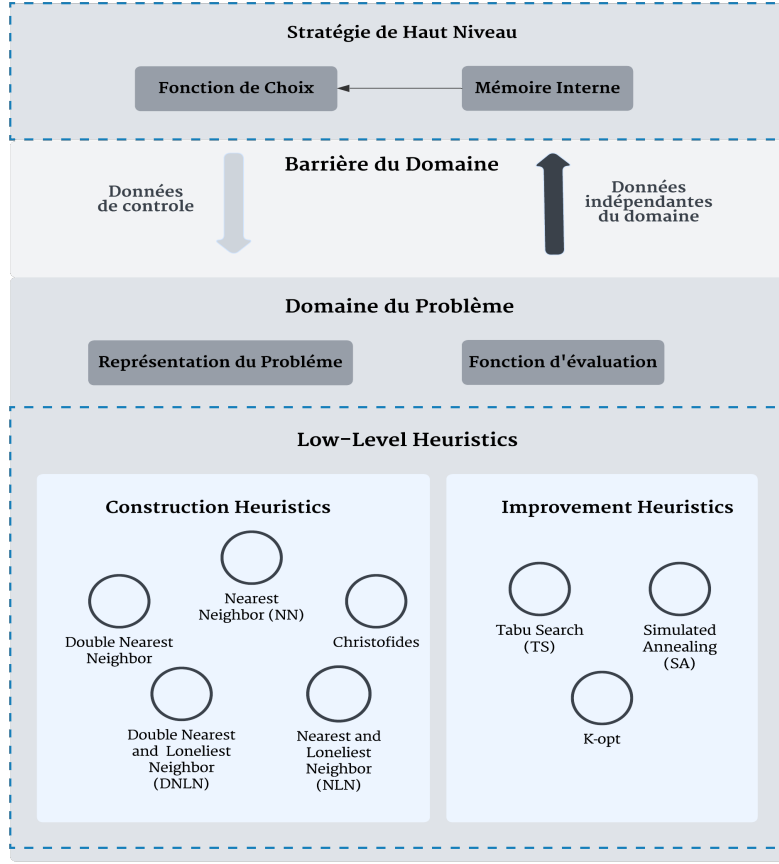 Stratégie de Haut Niveau
Fonction de Choix
Mémoire Interne
Barrière du Domaine
Données
de controle
Données
indépendantes
du domaine
Domaine du Problème
Représentation du Probléme
Fonction d'évaluation
Low-Level Heuristics
Construction Heuristics
Nearest
Neighbor (NN)
Double Nearest
Neighbor
Christofides
Double Nearest
and Loneliest
Neighbor
(DNLN)
Nearest and
Loneliest
Neighbor
(NLN)
Improvement Heuristics
Tabu Search
(TS)
Simulated
Annealing
(SA)
K-opt